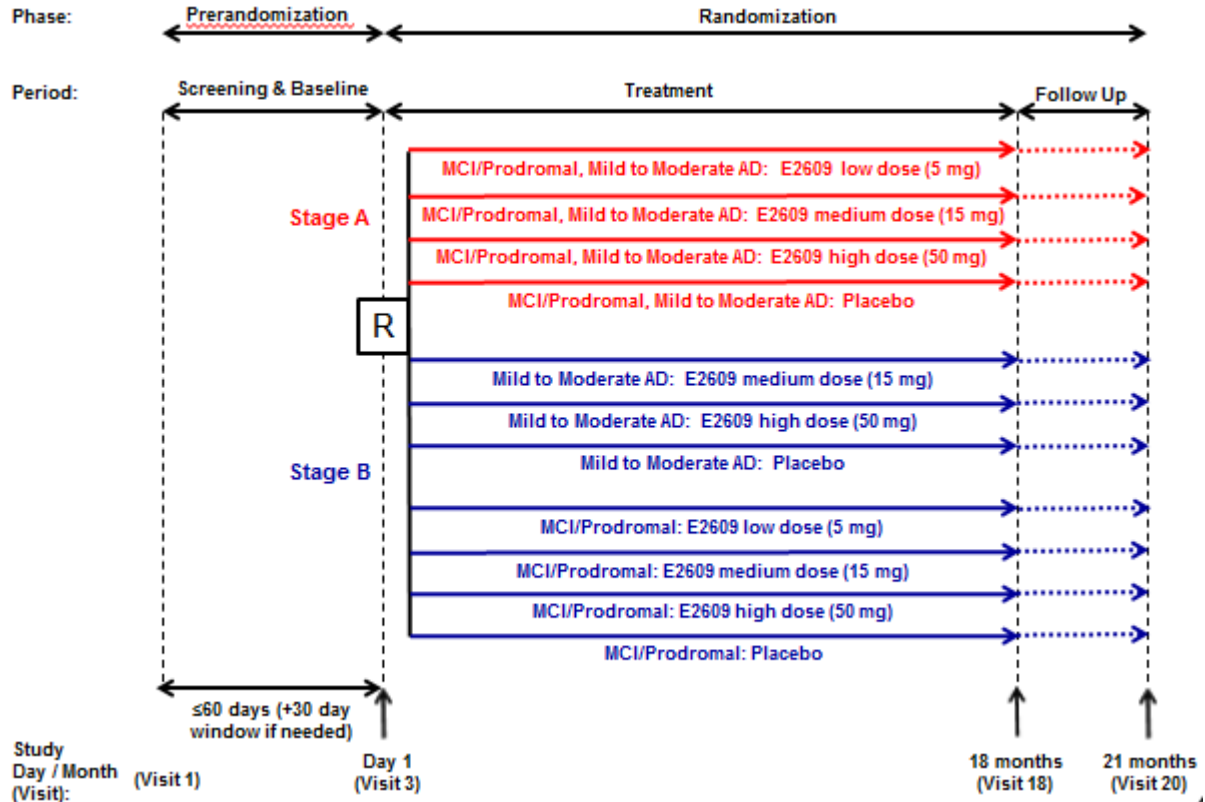 Phase:
Prerandomization
Randomization
Period:
Screening & Baseline
Treatment
Follow Up
MCI/Prodromal, Mild to Moderate AD: E2609 low dose (5 mg)
Stage A
MCI/Prodromal, Mild to Moderate AD: E2609 medium dose (15 mg)
MCI/Prodromal, Mild to Moderate AD: E2609 high dose (50 mg)
MCI/Prodromal, Mild to Moderate AD: Placebo
R
Mild to Moderate AD: E2609 medium dose (15 mg)
Mild to Moderate AD: E2609 high dose (50 mg)
Mild to Moderate AD: Placebo
Stage B
MCI/Prodromal: E2609 low dose (5 mg)
MCI/Prodromal: E2609 medium dose (15 mg)
MCI/Prodromal: E2609 high dose (50 mg)
MCI/Prodromal: Placebo
≤60 days (+30 day
window if needed)
Study
Day / Month
(Visit):
(Visit 1)
Day 1
(Visit 3)
18 months
(Visit 18)
21 months
(Visit 20)